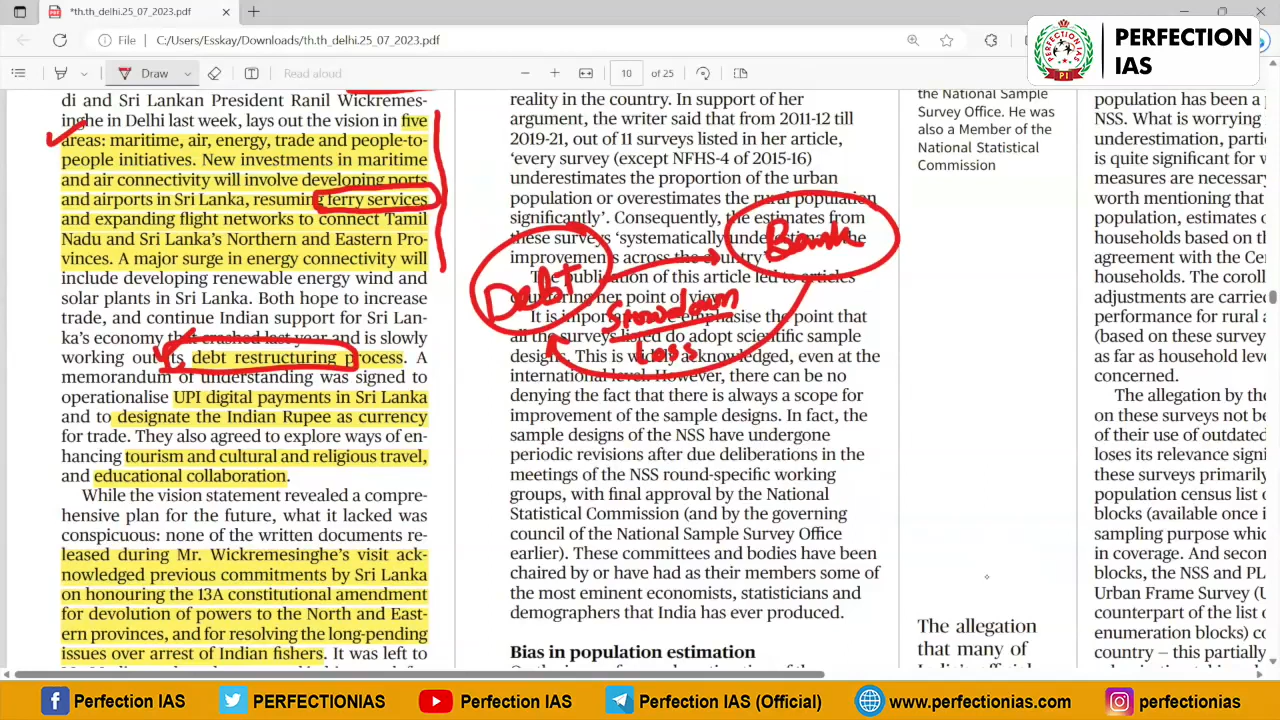 *th.th_delhi.25_07_2023.pdf
File
C:/Users/Esskay/Downloads/th.th_delhi.25_07_2023.pdf
Draw
Read aloud
10 of 25
PERFECTION
IAS
di and Sri Lankan President Ranil Wickremes-
inghe in Delhi last week, lays out the vision in five
areas: maritime, air, energy, trade and people-to-
people initiatives. New investments in maritime
and air connectivity will involve developing ports
and airports in Sri Lanka, resuming ferry services
and expanding flight networks to connect Tamil
Nadu and Sri Lanka's Northern and Eastern Pro-
vinces. A major surge in energy connectivity will
include developing renewable energy wind and
solar plants in Sri Lanka. Both hope to increase
trade, and continue Indian support for Sri Lan-
ka's economy that crashed last year and is slowly
working out its debt restructuring process. A
memorandum of understanding was signed to
operationalise UPI digital payments in Sri Lanka
and to designate the Indian Rupee as currency
for trade. They also agreed to explore ways of en-
hancing tourism and cultural and religious travel,
and educational collaboration.
While the vision statement revealed a compre-
hensive plan for the future, what it lacked was
conspicuous: none of the written documents re-
leased during Mr. Wickremesinghe's visit ack-
nowledged previous commitments by Sri Lanka
on honouring the 13A constitutional amendment
for devolution of powers to the North and East-
ern provinces, and for resolving the long-pending
issues over arrest of Indian fishers. It was left to
reality in the country. In support of her
argument, the writer said that from 2011-12 till
2019-21, out of 11 surveys listed in her article,
'every survey (except NFHS-4 of 2015-16)
underestimates the proportion of the urban
population or overestimates the rural population
significantly'. Consequently, the estimates from
these surveys 'systematically underestimate the
improvements across the country'.
The publication of this article led to articles
countering her point of view.
It is important to emphasise the point that
all the surveys listed do adopt scientific sample
designs. This is widely acknowledged, even at the
international level. However, there can be no
denying the fact that there is always a scope for
improvement of the sample designs. In fact, the
sample designs of the NSS have undergone
periodic revisions after due deliberations in the
meetings of the NSS round-specific working
groups, with final approval by the National
Statistical Commission (and by the governing
council of the National Sample Survey Office
earlier). These committees and bodies have been
chaired by or have had as their members some of
the most eminent economists, statisticians and
demographers that India has ever produced.
Bias in population estimation
Debt
Bank
Loss
the National Sample
Survey Office. He was
also a Member of the
National Statistical
Commission
The allegation
that many of
population has been a
NSS. What is worrying
underestimation, parti
is quite significant for
measures are necessary
worth mentioning that
population, estimates o
households based on th
agreement with the Cen
households. The coroll
adjustments are carried
performance for rural a
(based on these survey
as far as household leve
concerned.
The allegation by the
on these surveys not be
of their use of outdated
loses its relevance signi
these surveys primarily
population census list o
blocks (available once i
sampling purpose which
in coverage. And secon
blocks, the NSS and PL
Urban Frame Survey (U
counterpart of the list o
enumeration blocks) co
country — this partially
Perfection IAS
PERFECTIONIAS
Perfection IAS
Perfection IAS (Official)
www.perfectionias.com
perfectionias